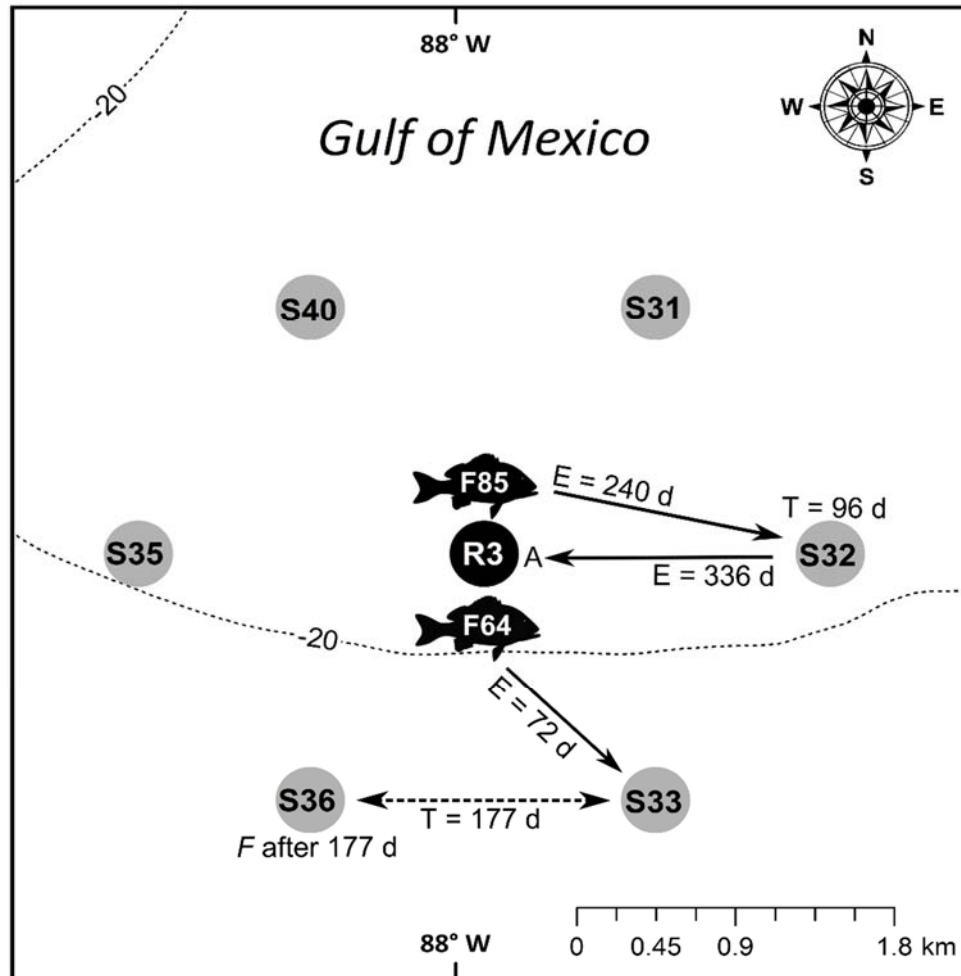 88° W
N
W E
S
-20
Gulf of Mexico
S40
S31
F85
E = 240 d
T = 96 d
S35
R3
A
S32
E = 336 d
F64
-20
E = 72 d
S36
S33
T = 177 d
F after 177 d
88° W
0 0.45 0.9 1.8 km